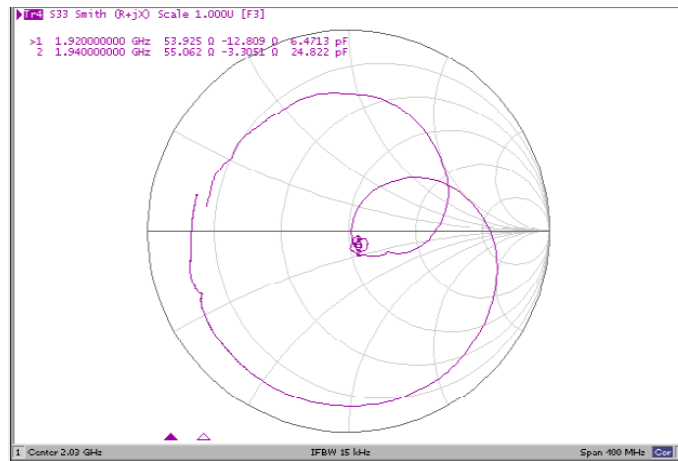 Tr4 S33 Smith (R+jX) Scale 1.000U [F3]
>1 1.920000000 GHz 53.925 Ω -12.809 Ω 6.4713 pF
2 1.940000000 GHz 55.062 Ω -3.3051 Ω 24.822 pF
1 Center 2.03 GHz IFBW 15 kHz Span 400 MHz Cor